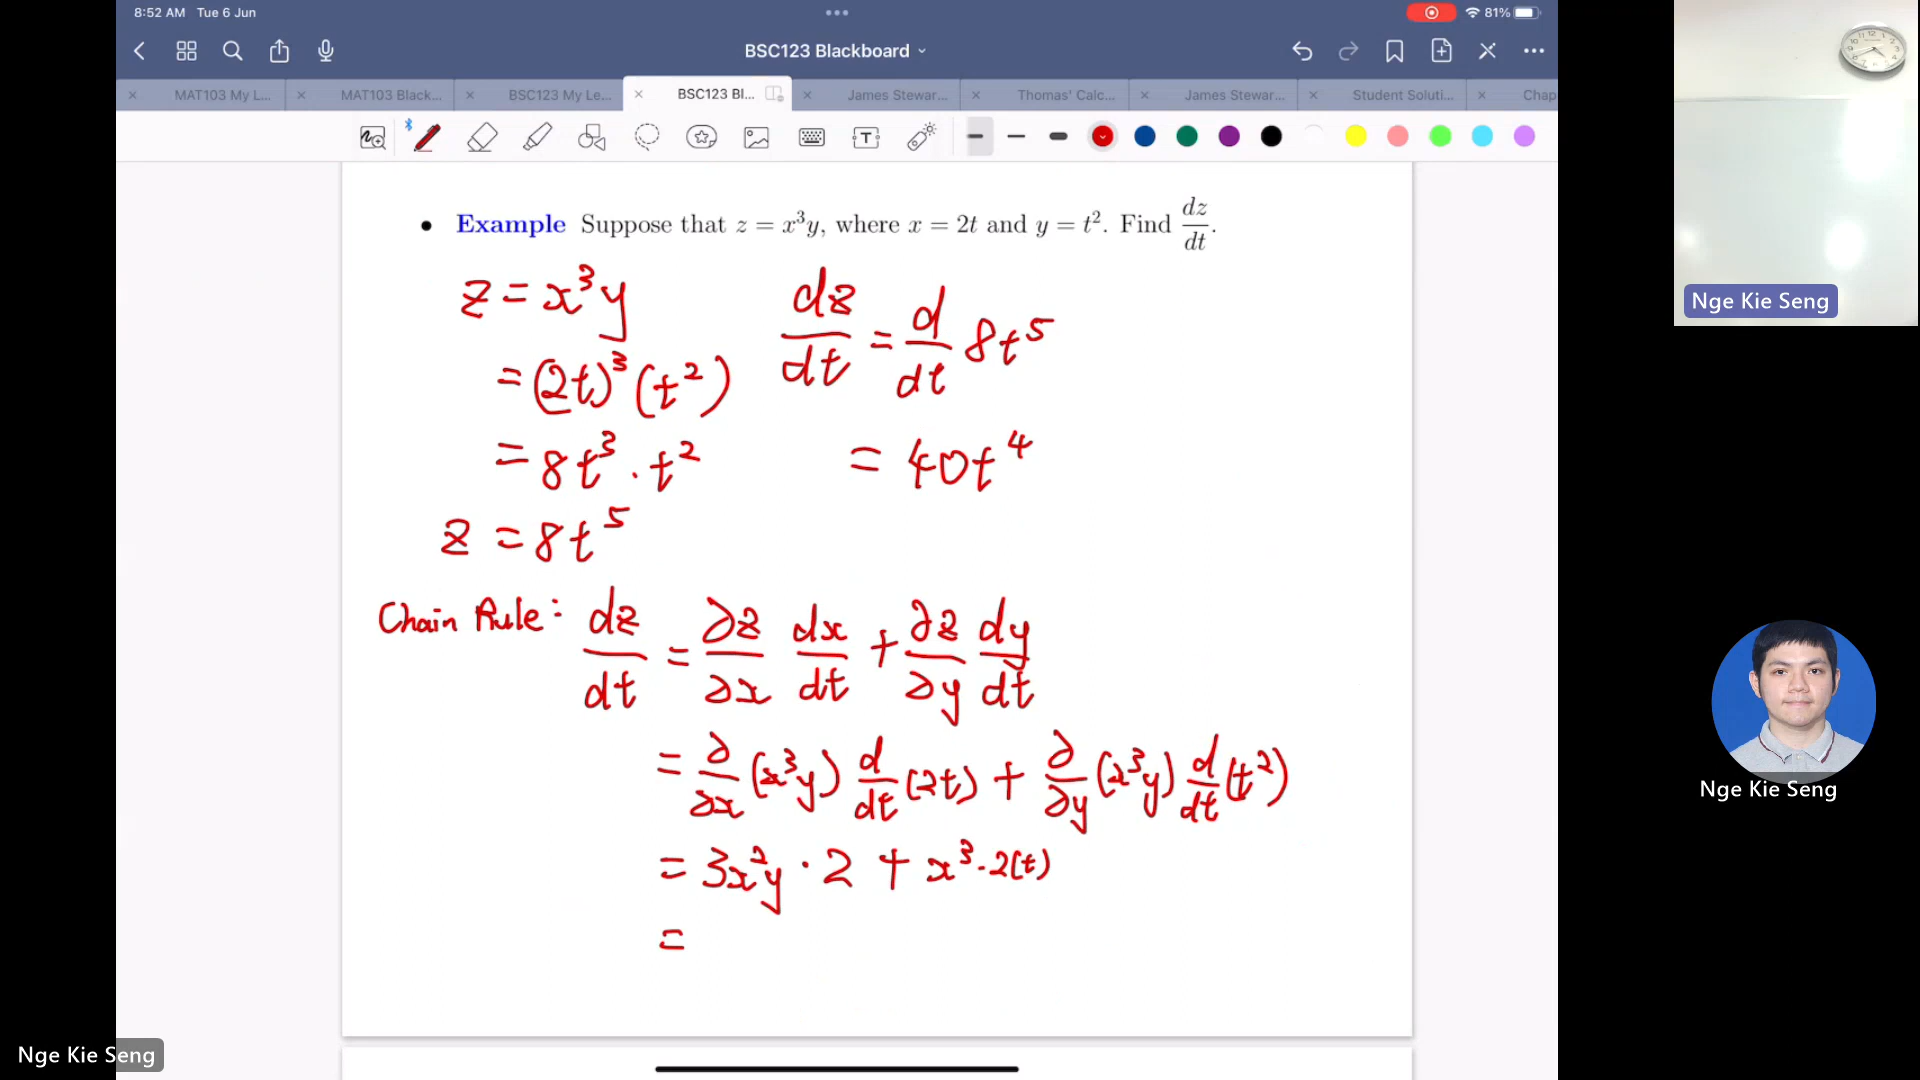 8:52 AM Tue 6 Jun
81%
BSC123 Blackboard
MAT103 My L...
MAT103 Black...
BSC123 My Le...
BSC123 Bl...
James Stewar...
Thomas' Calc...
James Stewar...
Student Soluti...
Chap
• Example Suppose that z = x³y, where x = 2t and y = t². Find dz/dt.
z = x³y
= (2t)³(t²)
= 8t³ · t²
z = 8t⁵
dz/dt = d/dt 8t⁵
= 40t⁴
Chain Rule: dz/dt = ∂z/∂x dx/dt + ∂z/∂y dy/dt
= ∂/∂x (x³y) d/dt (2t) + ∂/∂y (x³y) d/dt (t²)
= 3x²y · 2 + x³ · 2(t)
=
Nge Kie Seng
Nge Kie Seng
Nge Kie Seng